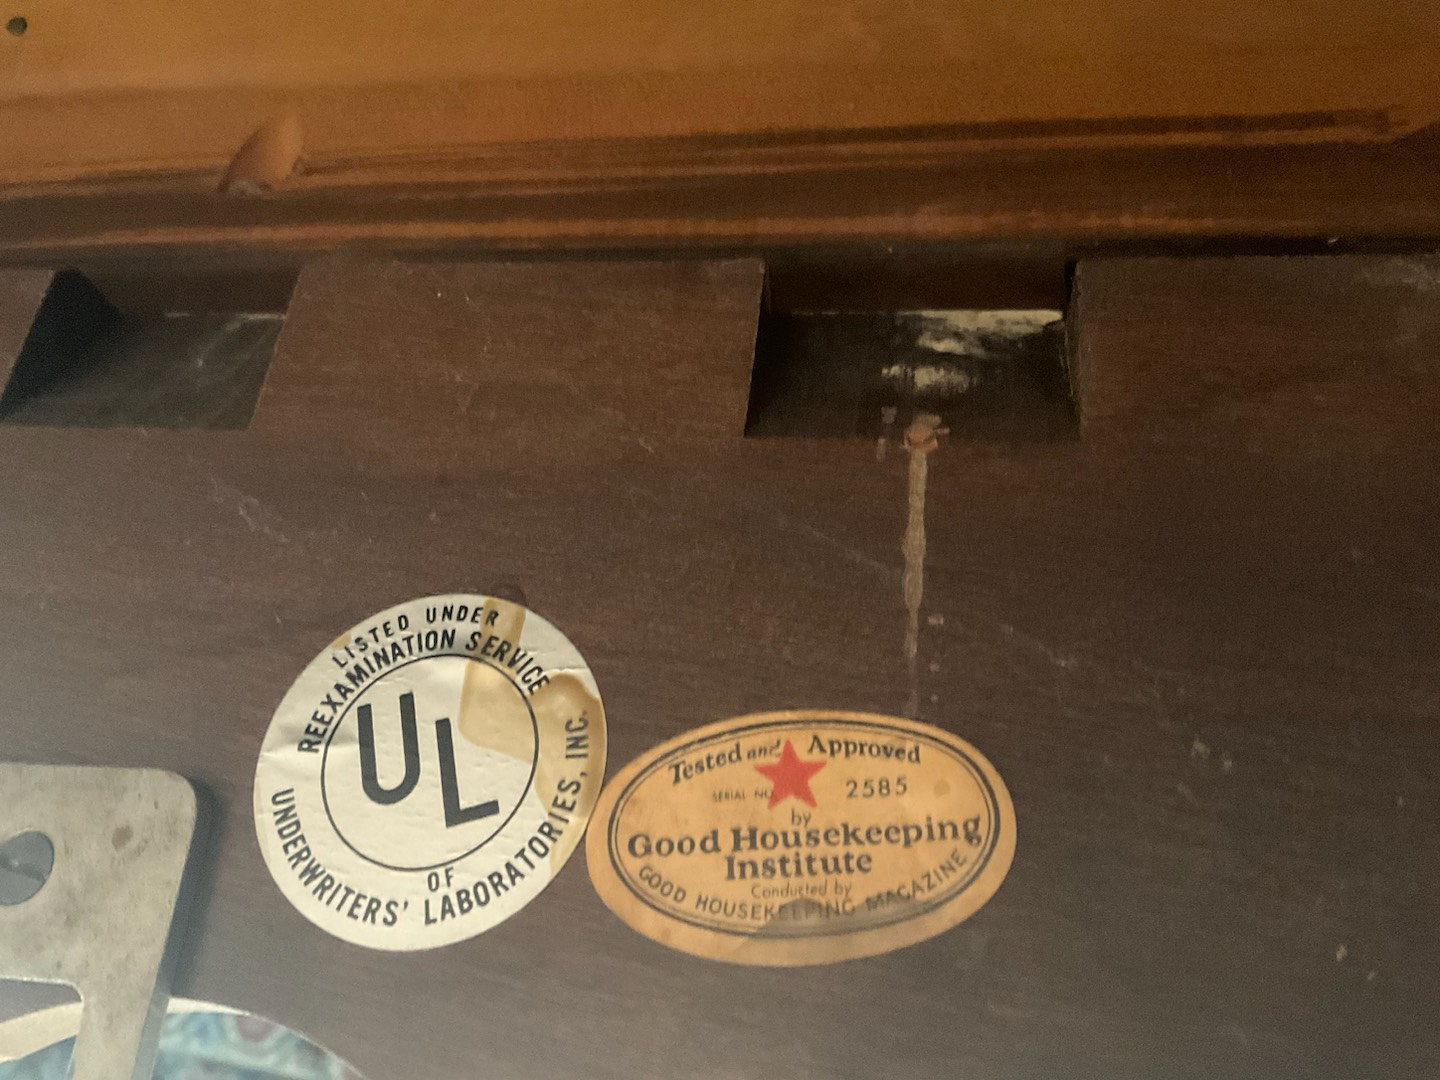 LISTED UNDER
REEXAMINATION SERVICE
UL
OF
UNDERWRITERS' LABORATORIES, INC.
Tested and Approved
SERIAL NO. 2585
by
Good Housekeeping
Institute
Conducted by
GOOD HOUSEKEEPING MAGAZINE